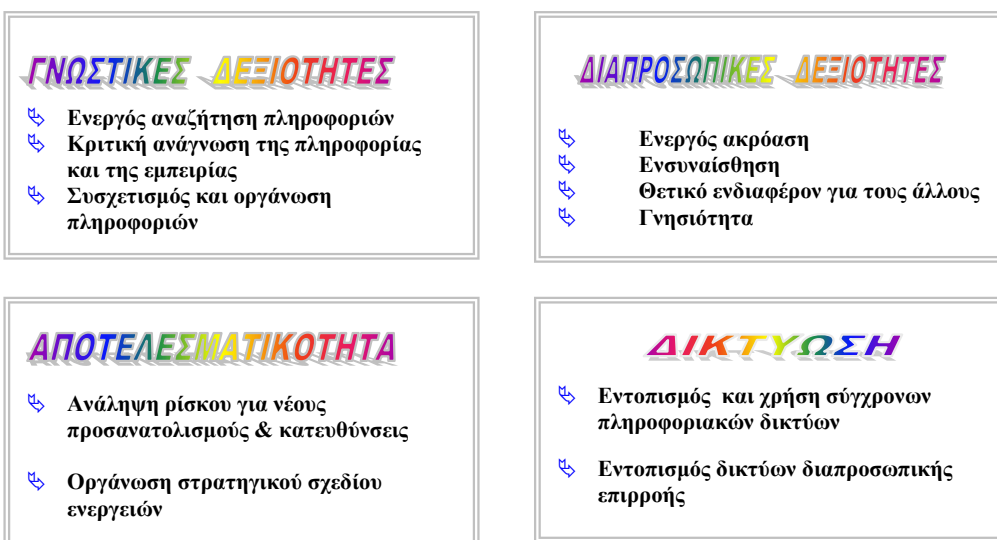 ΓΝΩΣΤΙΚΕΣ ΔΕΞΙΟΤΗΤΕΣ
Ενεργός αναζήτηση πληροφοριών
Κριτική ανάγνωση της πληροφορίας
και της εμπειρίας
Συσχετισμός και οργάνωση
πληροφοριών
ΔΙΑΠΡΟΣΩΠΙΚΕΣ ΔΕΞΙΟΤΗΤΕΣ
Ενεργός ακρόαση
Ενσυναίσθηση
Θετικό ενδιαφέρον για τους άλλους
Γνησιότητα
ΑΠΟΤΕΛΕΣΜΑΤΙΚΟΤΗΤΑ
Ανάληψη ρίσκου για νέους
προσανατολισμούς & κατευθύνσεις
Οργάνωση στρατηγικού σχεδίου
ενεργειών
ΔΙΚΤΥΩΣΗ
Εντοπισμός και χρήση σύγχρονων
πληροφοριακών δικτύων
Εντοπισμός δικτύων διαπροσωπικής
επιρροής